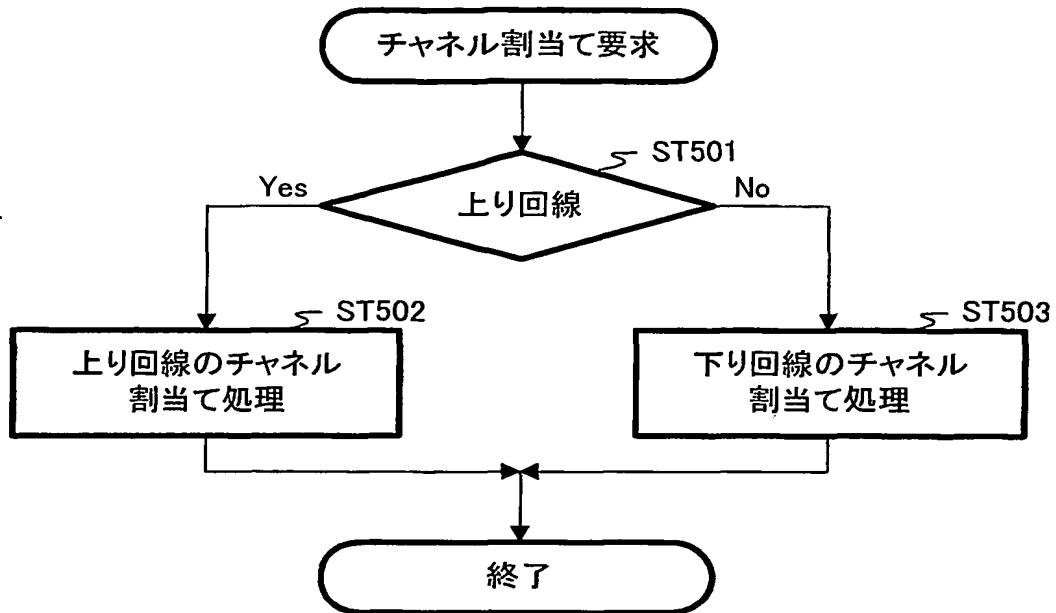 チャネル割当て要求
ST501
Yes
上り回線
No
ST502
上り回線のチャネル
割当て処理
ST503
下り回線のチャネル
割当て処理
終了